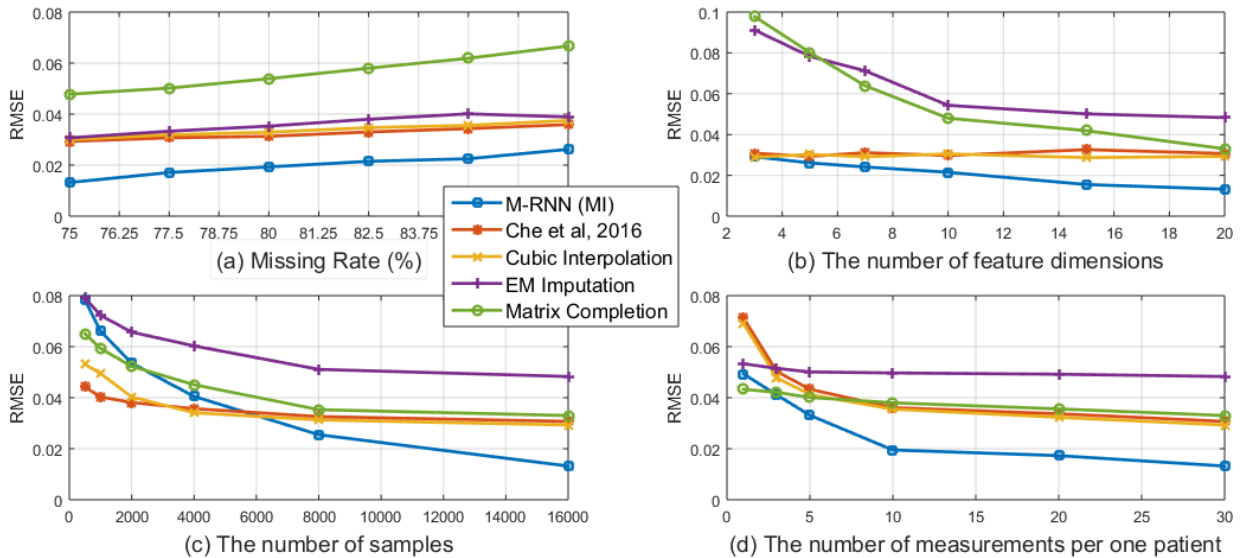 RMSE
0.08
0.06
0.04
0.02
0
75 76.25 77.5 78.75 80 81.25 82.5 83.75
(a) Missing Rate (%)
RMSE
0.1
0.08
0.06
0.04
0.02
0
2 4 6 8 10 12 14 16 18 20
(b) The number of feature dimensions
M-RNN (MI)
Che et al, 2016
Cubic Interpolation
EM Imputation
Matrix Completion
RMSE
0.08
0.06
0.04
0.02
0
0 2000 4000 6000 8000 10000 12000 14000 16000
(c) The number of samples
RMSE
0.08
0.06
0.04
0.02
0
0 5 10 15 20 25 30
(d) The number of measurements per one patient